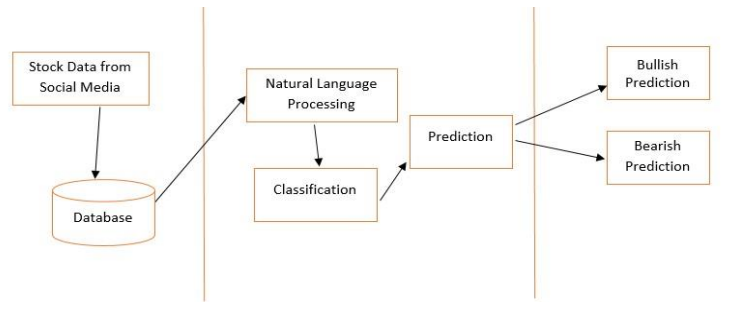 Stock Data from
Social Media
Database
Natural Language
Processing
Classification
Prediction
Bullish
Prediction
Bearish
Prediction